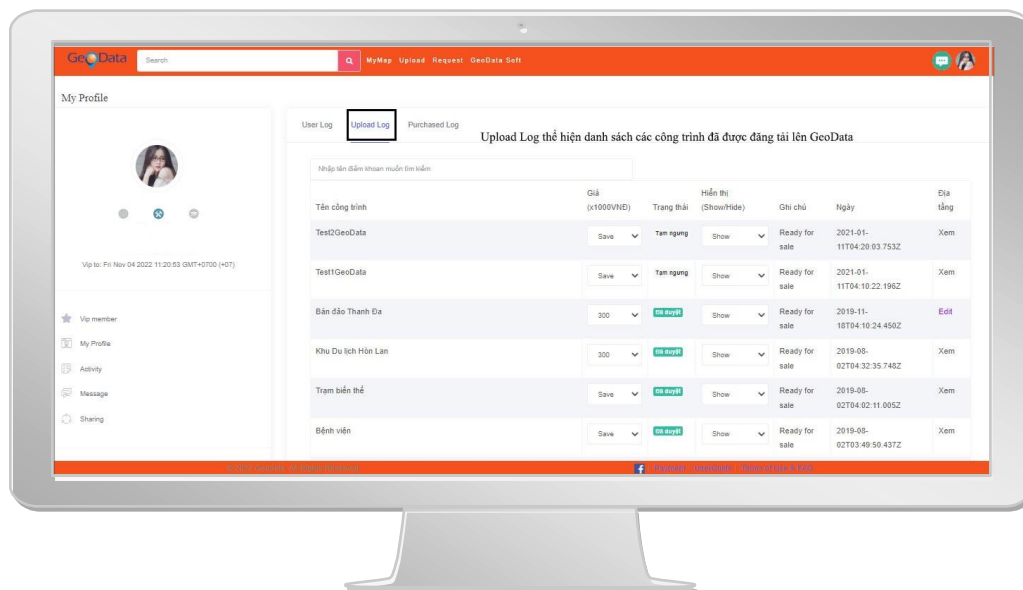 GeoData
Search
MyMap Upload Request GeoData Soft
My Profile
User Log Upload Log Purchased Log
Upload Log thể hiện danh sách các công trình đã được đăng tải lên GeoData
Nhập tên điểm khoan muốn tìm kiếm
Tên công trình Giá (x1000VNĐ) Trạng thái Hiển thị (Show/Hide) Ghi chú Ngày Địa tầng
Test2GeoData Save Tạm ngưng Show Ready for sale 2021-01-11T04:20:03.753Z Xem
Test1GeoData Save Tạm ngưng Show Ready for sale 2021-01-11T04:10:22.196Z Xem
Bán đảo Thanh Đa 300 Đã duyệt Show Ready for sale 2019-11-18T04:10:24.450Z Edit
Khu Du lịch Hòn Lan 300 Đã duyệt Show Ready for sale 2019-08-02T04:32:35.748Z Xem
Trạm biến thế Save Đã duyệt Show Ready for sale 2019-08-02T04:02:11.005Z Xem
Bệnh viện Save Đã duyệt Show Ready for sale 2019-08-02T03:49:50.437Z Xem
Vip to: Fri Nov 04 2022 11:20:53 GMT+0700 (+07)
Vip member
My Profile
Activity
Message
Sharing
All Rights Reserved
Payment